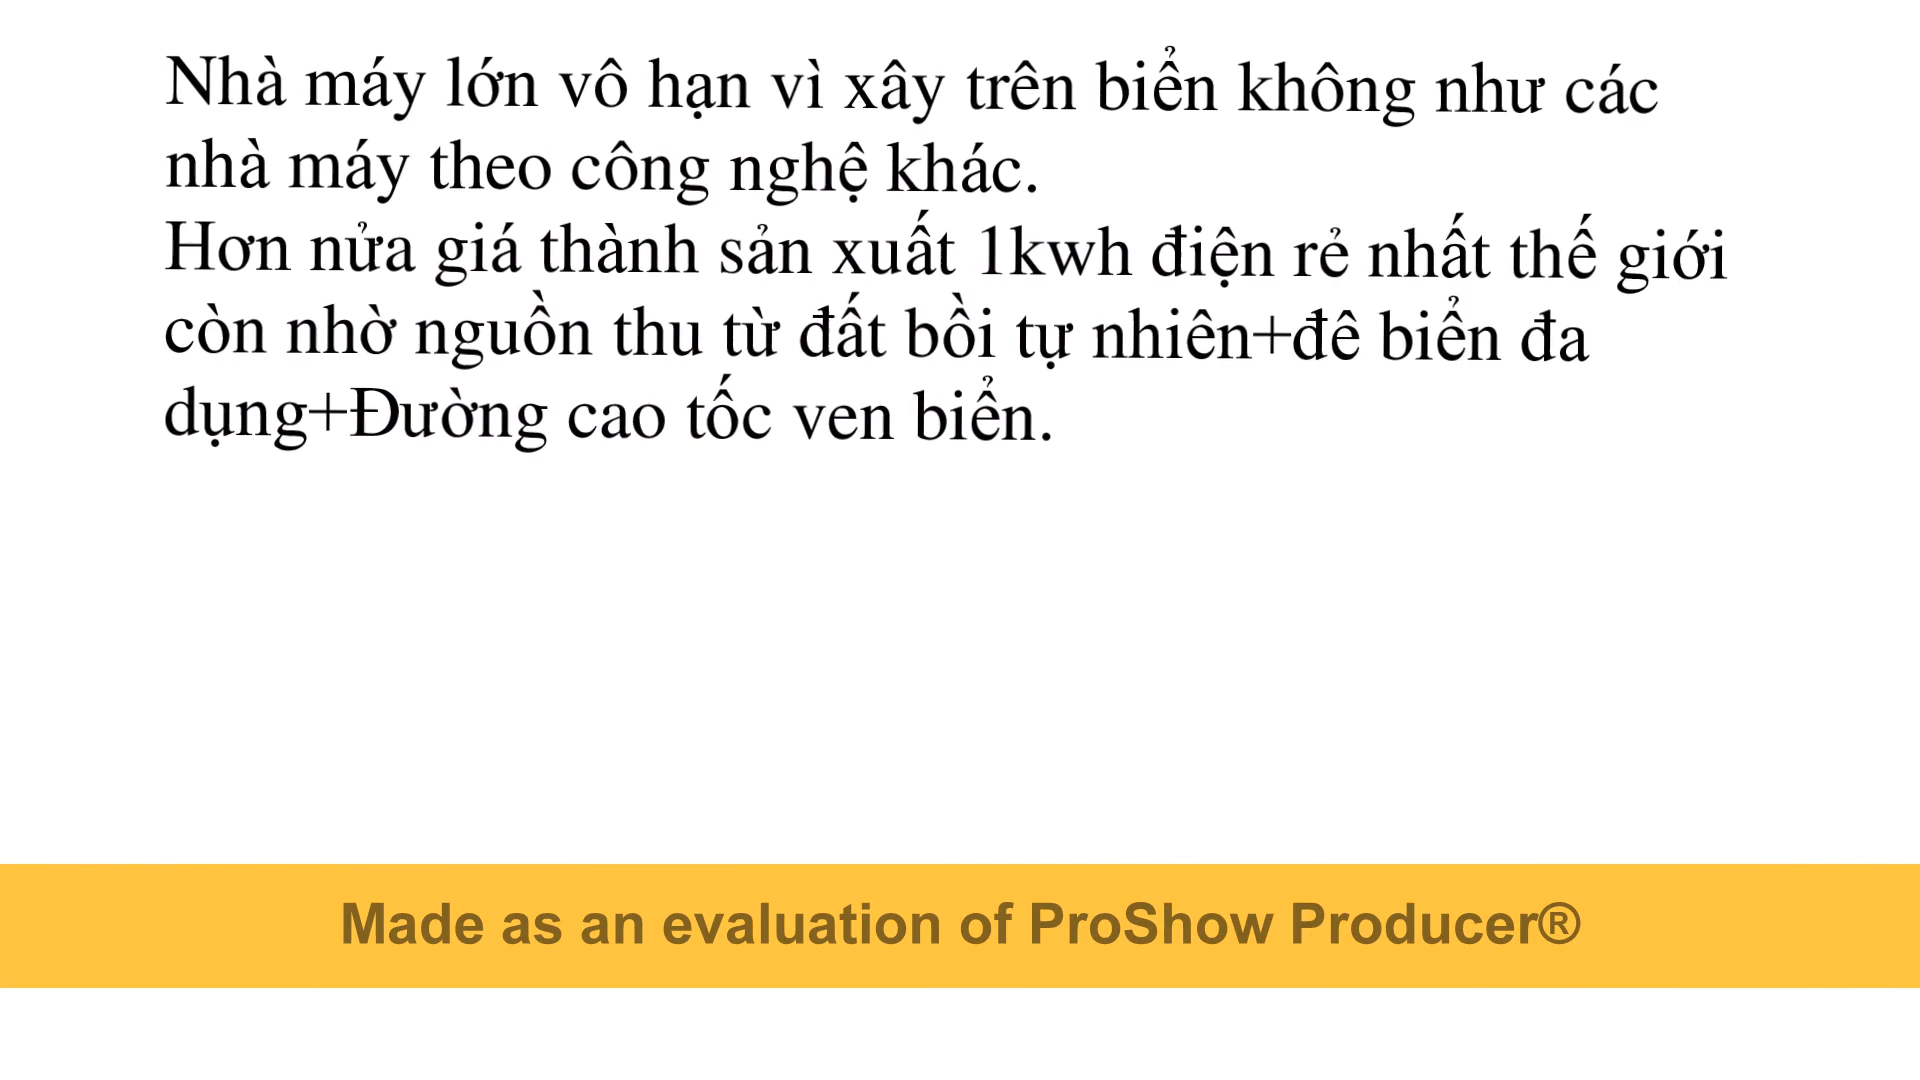 Nhà máy lớn vô hạn vì xây trên biển không như các
nhà máy theo công nghệ khác.
Hơn nửa giá thành sản xuất 1kwh điện rẻ nhất thế giới
còn nhờ nguồn thu từ đất bồi tự nhiên+đê biển đa
dụng+Đường cao tốc ven biển.
Made as an evaluation of ProShow Producer®